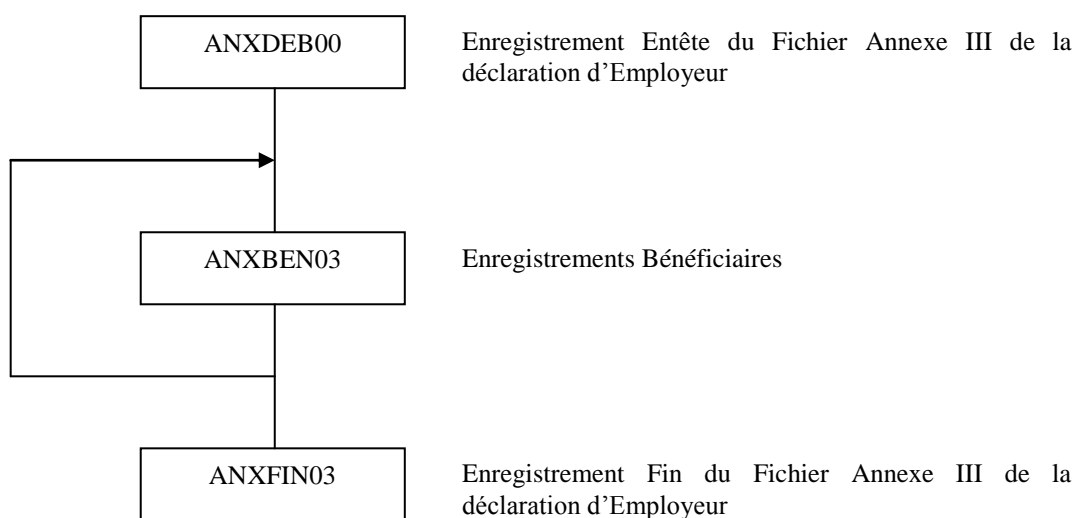 ANXDEB00
Enregistrement Entête du Fichier Annexe III de la
déclaration d’Employeur
ANXBEN03
Enregistrements Bénéficiaires
ANXFIN03
Enregistrement Fin du Fichier Annexe III de la
déclaration d’Employeur